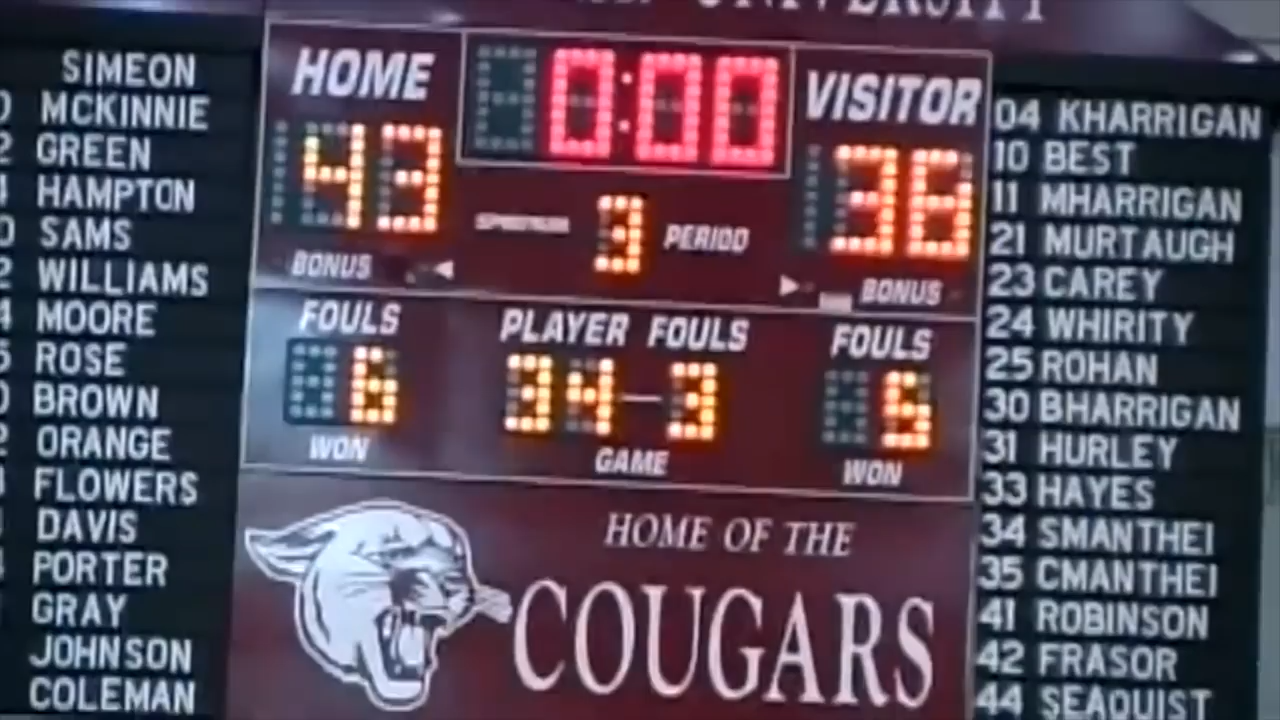 UNIVERSITY
SIMEON
MCKINNIE
GREEN
HAMPTON
SAMS
WILLIAMS
MOORE
ROSE
BROWN
ORANGE
FLOWERS
DAVIS
PORTER
GRAY
JOHNSON
COLEMAN
HOME
0:00
VISITOR
43
38
3 PERIOD
BONUS
BONUS
FOULS
PLAYER FOULS
FOULS
6
34-3
5
WON
GAME
WON
HOME OF THE
COUGARS
04 KHARRIGAN
10 BEST
11 MHARRIGAN
21 MURTAUGH
23 CAREY
24 WHIRITY
25 ROHAN
30 BHARRIGAN
31 HURLEY
33 HAYES
34 SMANTHEI
35 CMANTHEI
41 ROBINSON
42 FRASOR
44 SEAQUIST